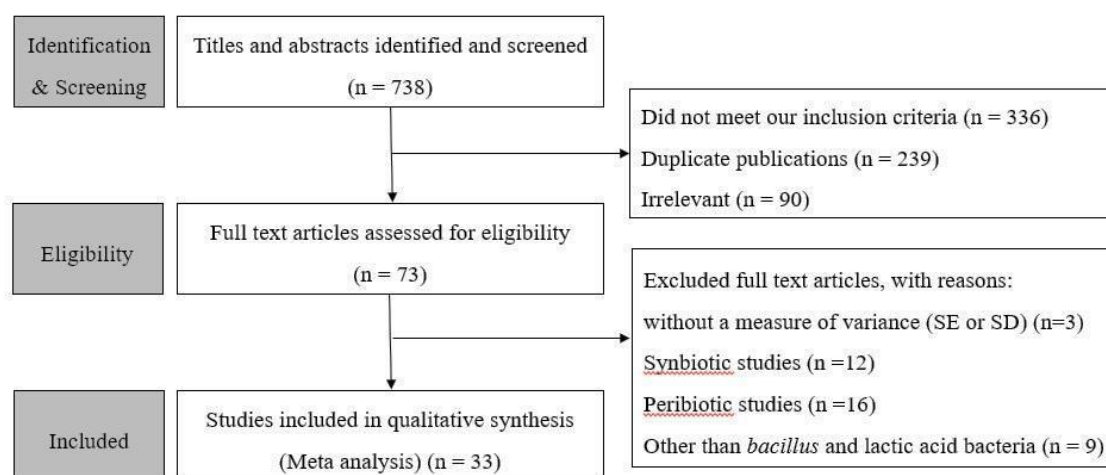 Identification
& Screening
Titles and abstracts identified and screened
(n = 738)
Did not meet our inclusion criteria (n = 336)
Duplicate publications (n = 239)
Irrelevant (n = 90)
Eligibility
Full text articles assessed for eligibility
(n = 73)
Excluded full text articles, with reasons:
without a measure of variance (SE or SD) (n=3)
Synbiotic studies (n =12)
Peribiotic studies (n =16)
Other than bacillus and lactic acid bacteria (n = 9)
Included
Studies included in qualitative synthesis
(Meta analysis) (n = 33)